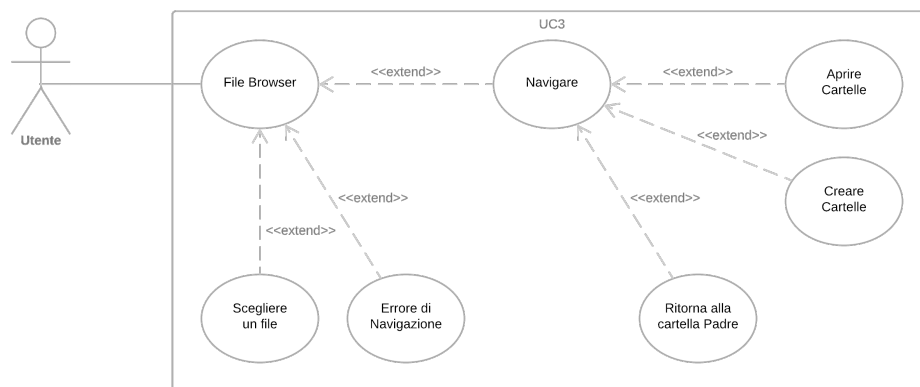 UC3
File Browser
<<extend>>
Navigare
<<extend>>
Aprire
Cartelle
Utente
<<extend>>
Creare
Cartelle
<<extend>>
<<extend>>
<<extend>>
Scegliere
un file
Errore di
Navigazione
Ritorna alla
cartella Padre